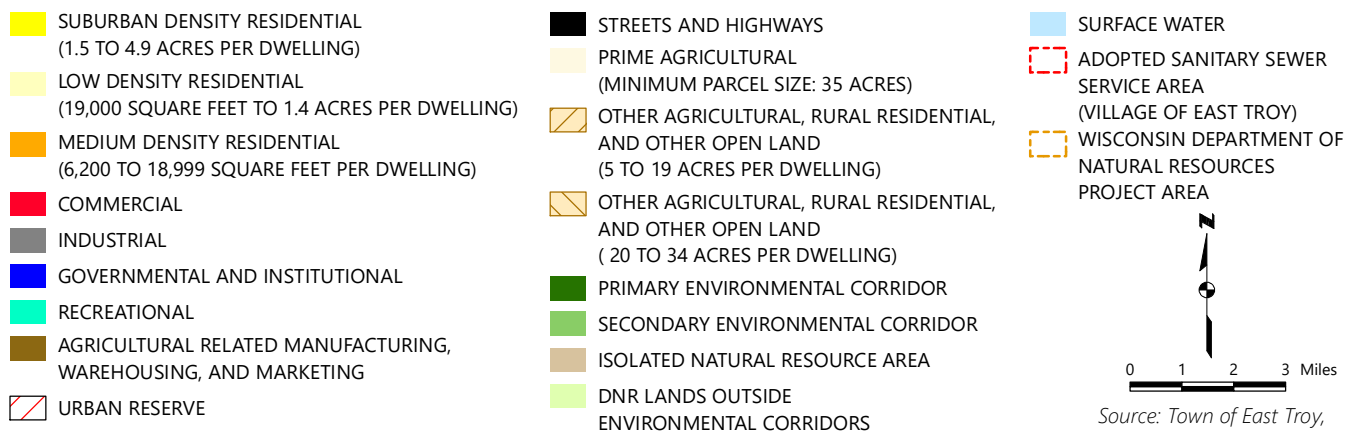 SUBURBAN DENSITY RESIDENTIAL
(1.5 TO 4.9 ACRES PER DWELLING)
LOW DENSITY RESIDENTIAL
(19,000 SQUARE FEET TO 1.4 ACRES PER DWELLING)
MEDIUM DENSITY RESIDENTIAL
(6,200 TO 18,999 SQUARE FEET PER DWELLING)
COMMERCIAL
INDUSTRIAL
GOVERNMENTAL AND INSTITUTIONAL
RECREATIONAL
AGRICULTURAL RELATED MANUFACTURING,
WAREHOUSING, AND MARKETING
URBAN RESERVE
STREETS AND HIGHWAYS
PRIME AGRICULTURAL
(MINIMUM PARCEL SIZE: 35 ACRES)
OTHER AGRICULTURAL, RURAL RESIDENTIAL,
AND OTHER OPEN LAND
(5 TO 19 ACRES PER DWELLING)
OTHER AGRICULTURAL, RURAL RESIDENTIAL,
AND OTHER OPEN LAND
( 20 TO 34 ACRES PER DWELLING)
PRIMARY ENVIRONMENTAL CORRIDOR
SECONDARY ENVIRONMENTAL CORRIDOR
ISOLATED NATURAL RESOURCE AREA
DNR LANDS OUTSIDE
ENVIRONMENTAL CORRIDORS
SURFACE WATER
ADOPTED SANITARY SEWER
SERVICE AREA
(VILLAGE OF EAST TROY)
WISCONSIN DEPARTMENT OF
NATURAL RESOURCES
PROJECT AREA
N
0 1 2 3 Miles
Source: Town of East Troy,